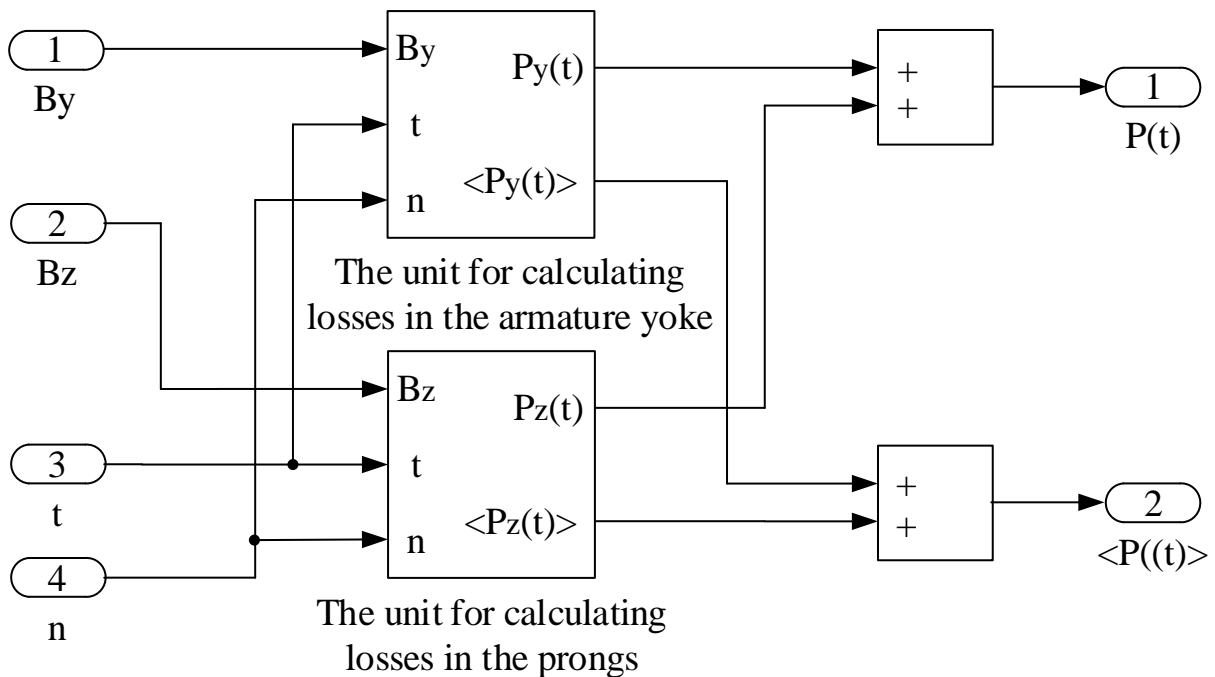 1
By
2
Bz
3
t
4
n
By
t
n
Py(t)
<Py(t)>
The unit for calculating
losses in the armature yoke
Bz
t
n
Pz(t)
<Pz(t)>
The unit for calculating
losses in the prongs
+
+
1
P(t)
+
+
2
<P((t)>